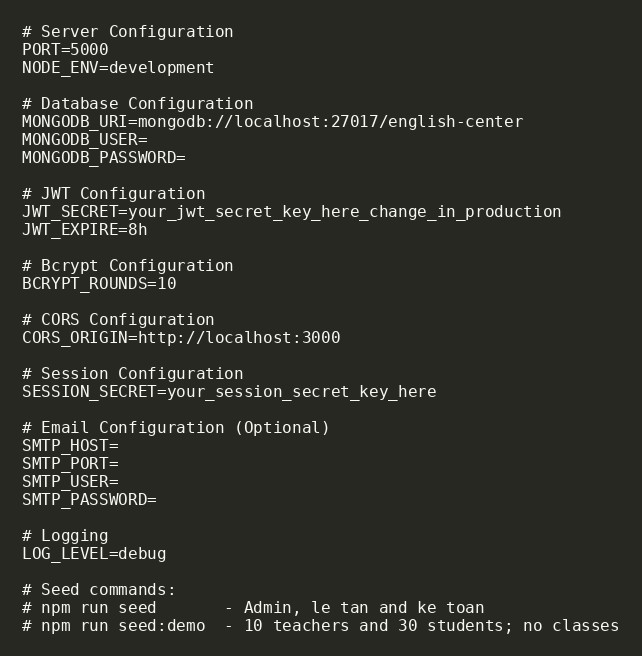 # Server Configuration
PORT=5000
NODE_ENV=development

# Database Configuration
MONGODB_URI=mongodb://localhost:27017/english-center
MONGODB_USER=
MONGODB_PASSWORD=

# JWT Configuration
JWT_SECRET=your_jwt_secret_key_here_change_in_production
JWT_EXPIRE=8h

# Bcrypt Configuration
BCRYPT_ROUNDS=10

# CORS Configuration
CORS_ORIGIN=http://localhost:3000

# Session Configuration
SESSION_SECRET=your_session_secret_key_here

# Email Configuration (Optional)
SMTP_HOST=
SMTP_PORT=
SMTP_USER=
SMTP_PASSWORD=

# Logging
LOG_LEVEL=debug

# Seed commands:
# npm run seed       - Admin, le tan and ke toan
# npm run seed:demo  - 10 teachers and 30 students; no classes